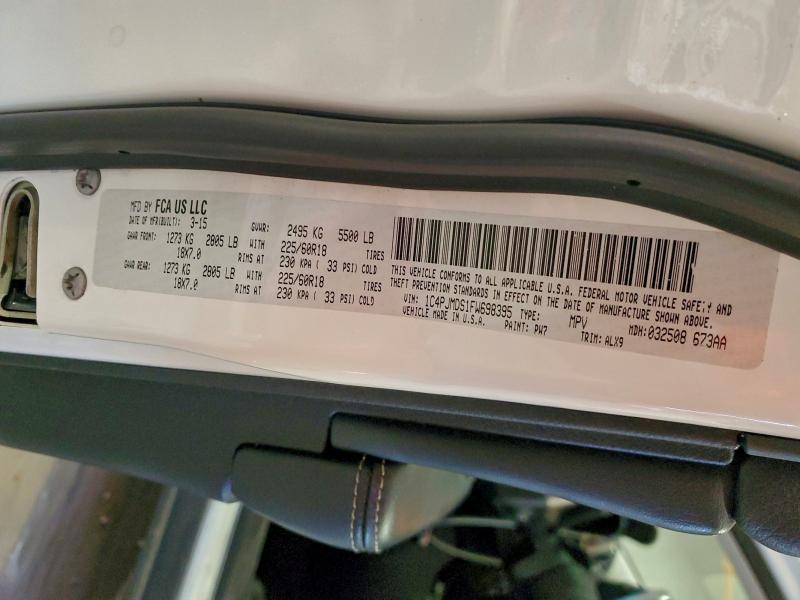 MFD BY FCA US LLC
DATE OF MFR(BUILT): 3-15 GVWR: 2495 KG 5500 LB
GAWR FRONT: 1273 KG 2805 LB WITH 225/60R18 TIRES
18X7.0 RIMS AT 230 KPA ( 33 PSI) COLD
GAWR REAR: 1273 KG 2805 LB WITH 225/60R18 TIRES
18X7.0 RIMS AT 230 KPA ( 33 PSI) COLD
THIS VEHICLE CONFORMS TO ALL APPLICABLE U.S.A. FEDERAL MOTOR VEHICLE SAFETY AND
THEFT PREVENTION STANDARDS IN EFFECT ON THE DATE OF MANUFACTURE SHOWN ABOVE.
VIN: 1C4PJMDS1FW698395 TYPE: MPV MDH: 032508 673AA
VEHICLE MADE IN U.S.A. PAINT: PW7 TRIM: ALX9